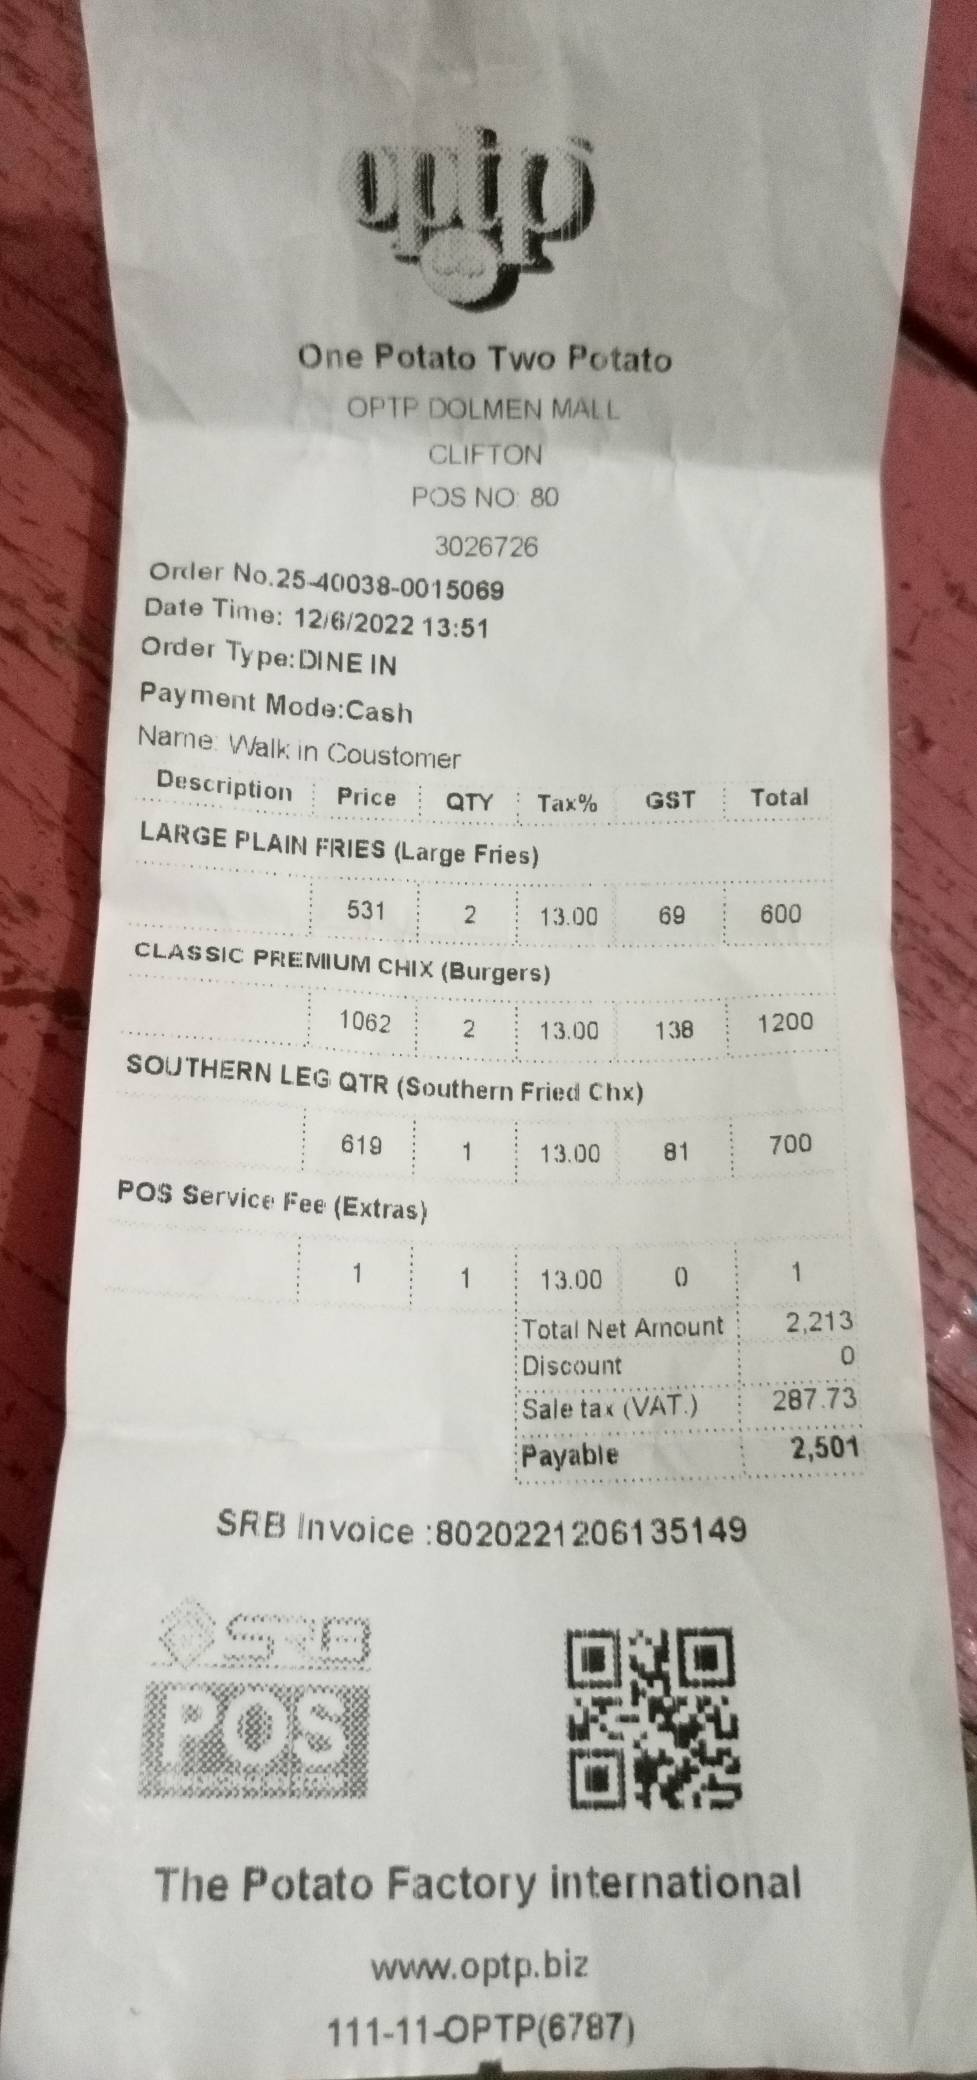 optp
One Potato Two Potato
OPTP DOLMEN MALL
CLIFTON
POS NO: 80
3026726
Order No.25-40038-0015069
Date Time: 12/6/2022 13:51
Order Type:DINE IN
Payment Mode:Cash
Name: Walk in Coustomer
Description Price QTY Tax% GST Total
LARGE PLAIN FRIES (Large Fries)
531 2 13.00 69 600
CLASSIC PREMIUM CHIX (Burgers)
1062 2 13.00 138 1200
SOUTHERN LEG QTR (Southern Fried Chx)
619 1 13.00 81 700
POS Service Fee (Extras)
1 1 13.00 0 1
Total Net Amount 2,213
Discount 0
Sale tax (VAT.) 287.73
Payable 2,501
SRB Invoice :8020221206135149
SRB
POS
The Potato Factory international
www.optp.biz
111-11-OPTP(6787)